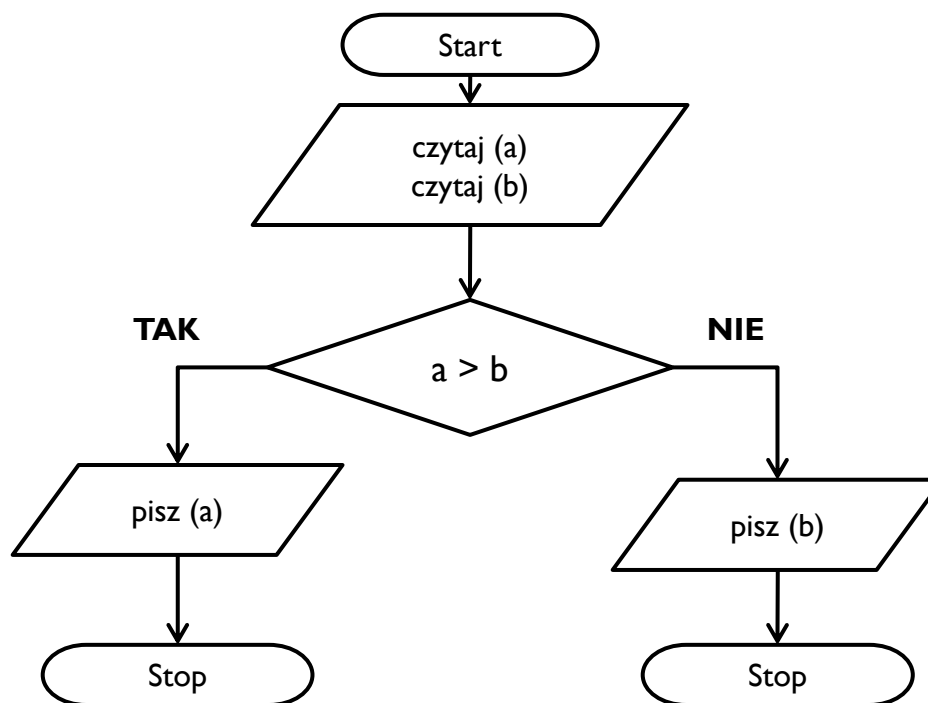 Start
czytaj (a)
czytaj (b)
TAK
NIE
a > b
pisz (a)
pisz (b)
Stop
Stop